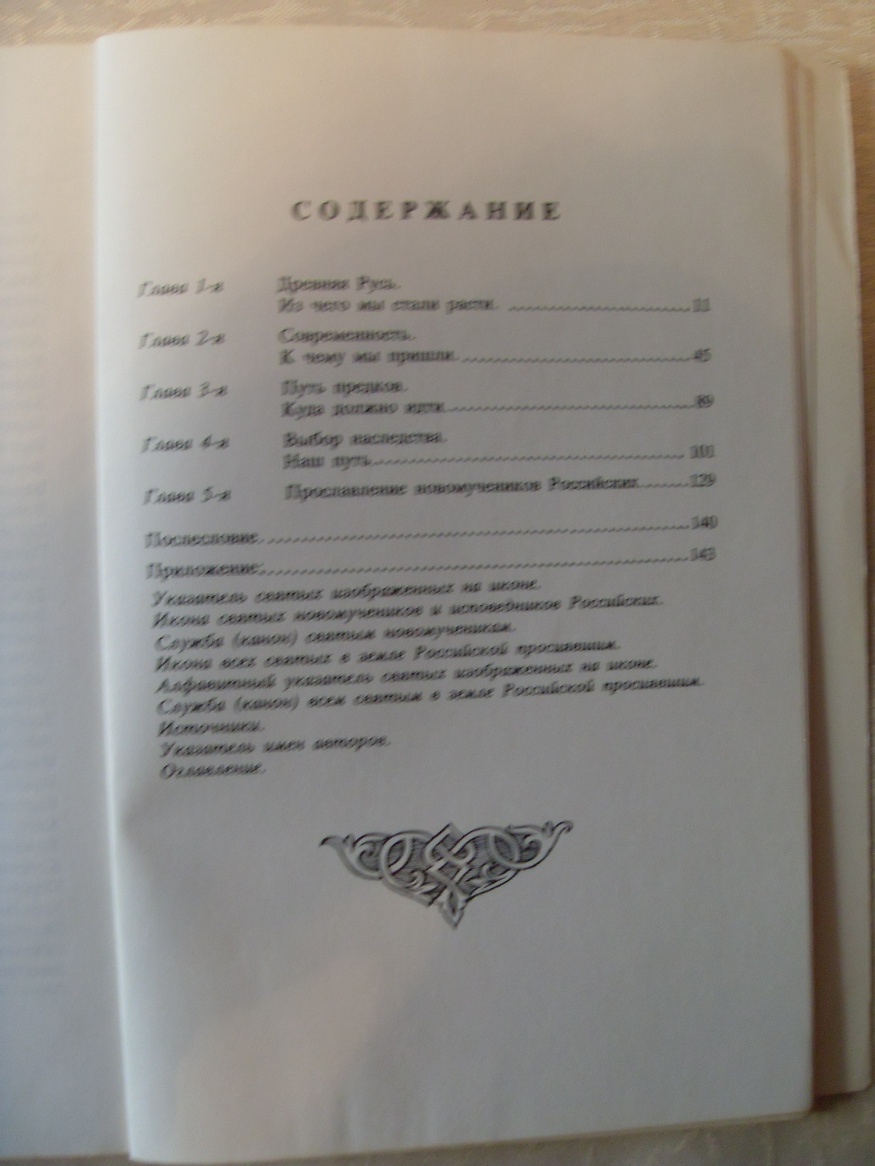 СОДЕРЖАНИЕ
Глава 1-я Древняя Русь.
Из чего мы стали расти. 11
Глава 2-я Современность.
К чему мы пришли. 45
Глава 3-я Путь предков.
Куда должно идти 89
Глава 4-я Выбор наследства.
Наш путь 101
Глава 5-я Прославление новомучеников Российских 129
Послесловие. 140
Приложение: 143
Указатель святых изображенных на иконе.
Икона святых новомучеников и исповедников Российских.
Служба (канон) святым новомученикам.
Икона всех святых в земле Российской просиявшим.
Алфавитный указатель святых изображенных на иконе.
Служба (канон) всем святым в земле Российской просиявшим.
Источники.
Указатель имен авторов.
Оглавление.